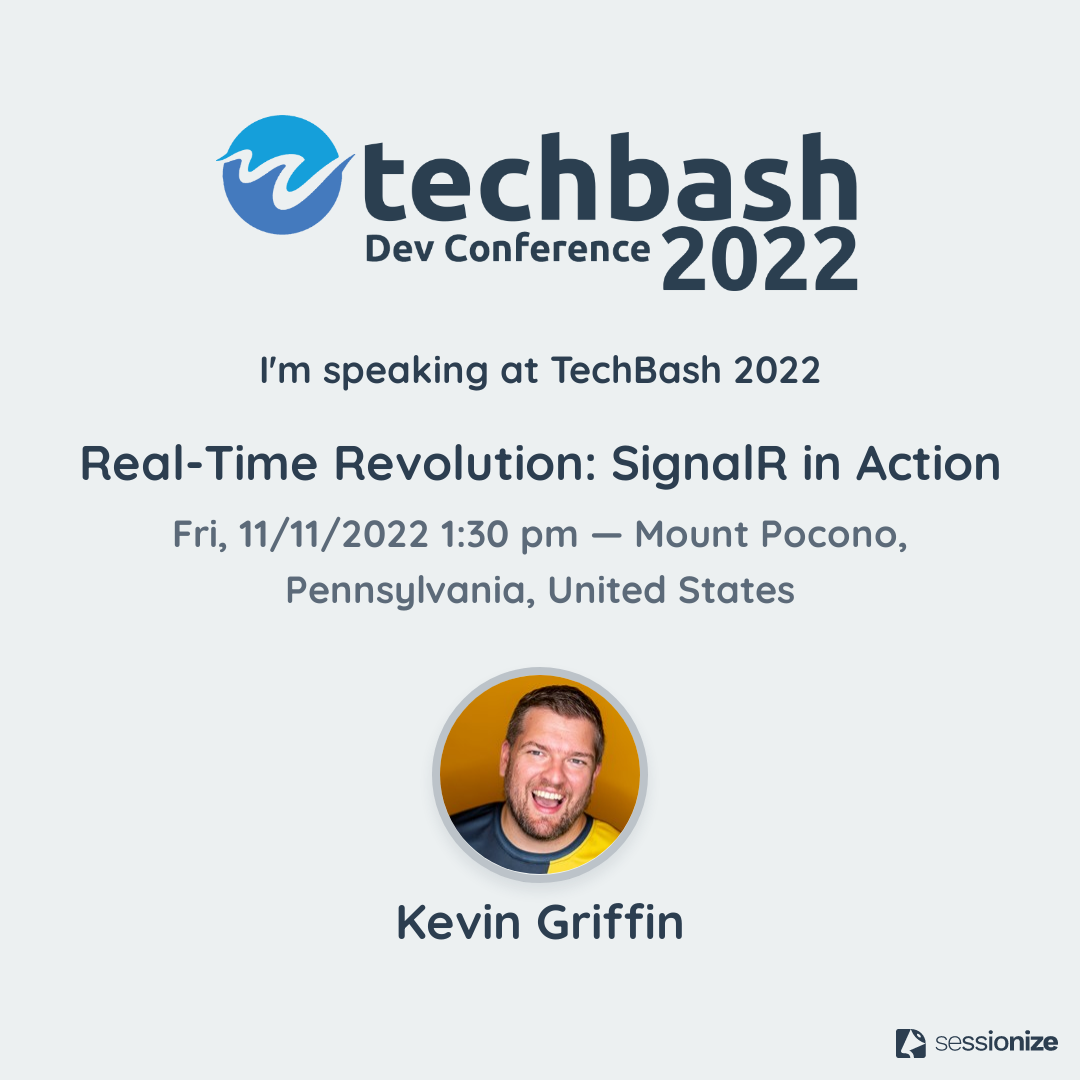 techbash
Dev Conference 2022
I'm speaking at TechBash 2022
Real-Time Revolution: SignalR in Action
Fri, 11/11/2022 1:30 pm — Mount Pocono,
Pennsylvania, United States
Kevin Griffin
sessionize